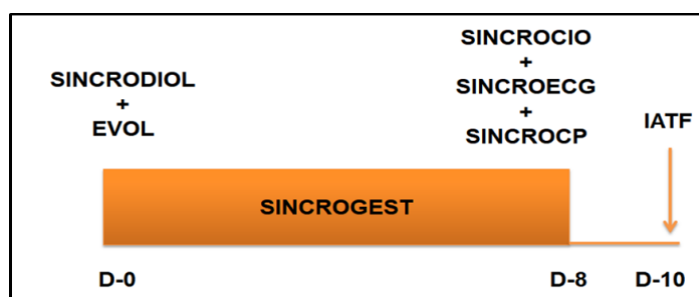 SINCRODIOL
+
EVOL
SINCROCIO
+
SINCROECG
+
SINCROCP
IATF
SINCROGEST
D-0
D-8
D-10